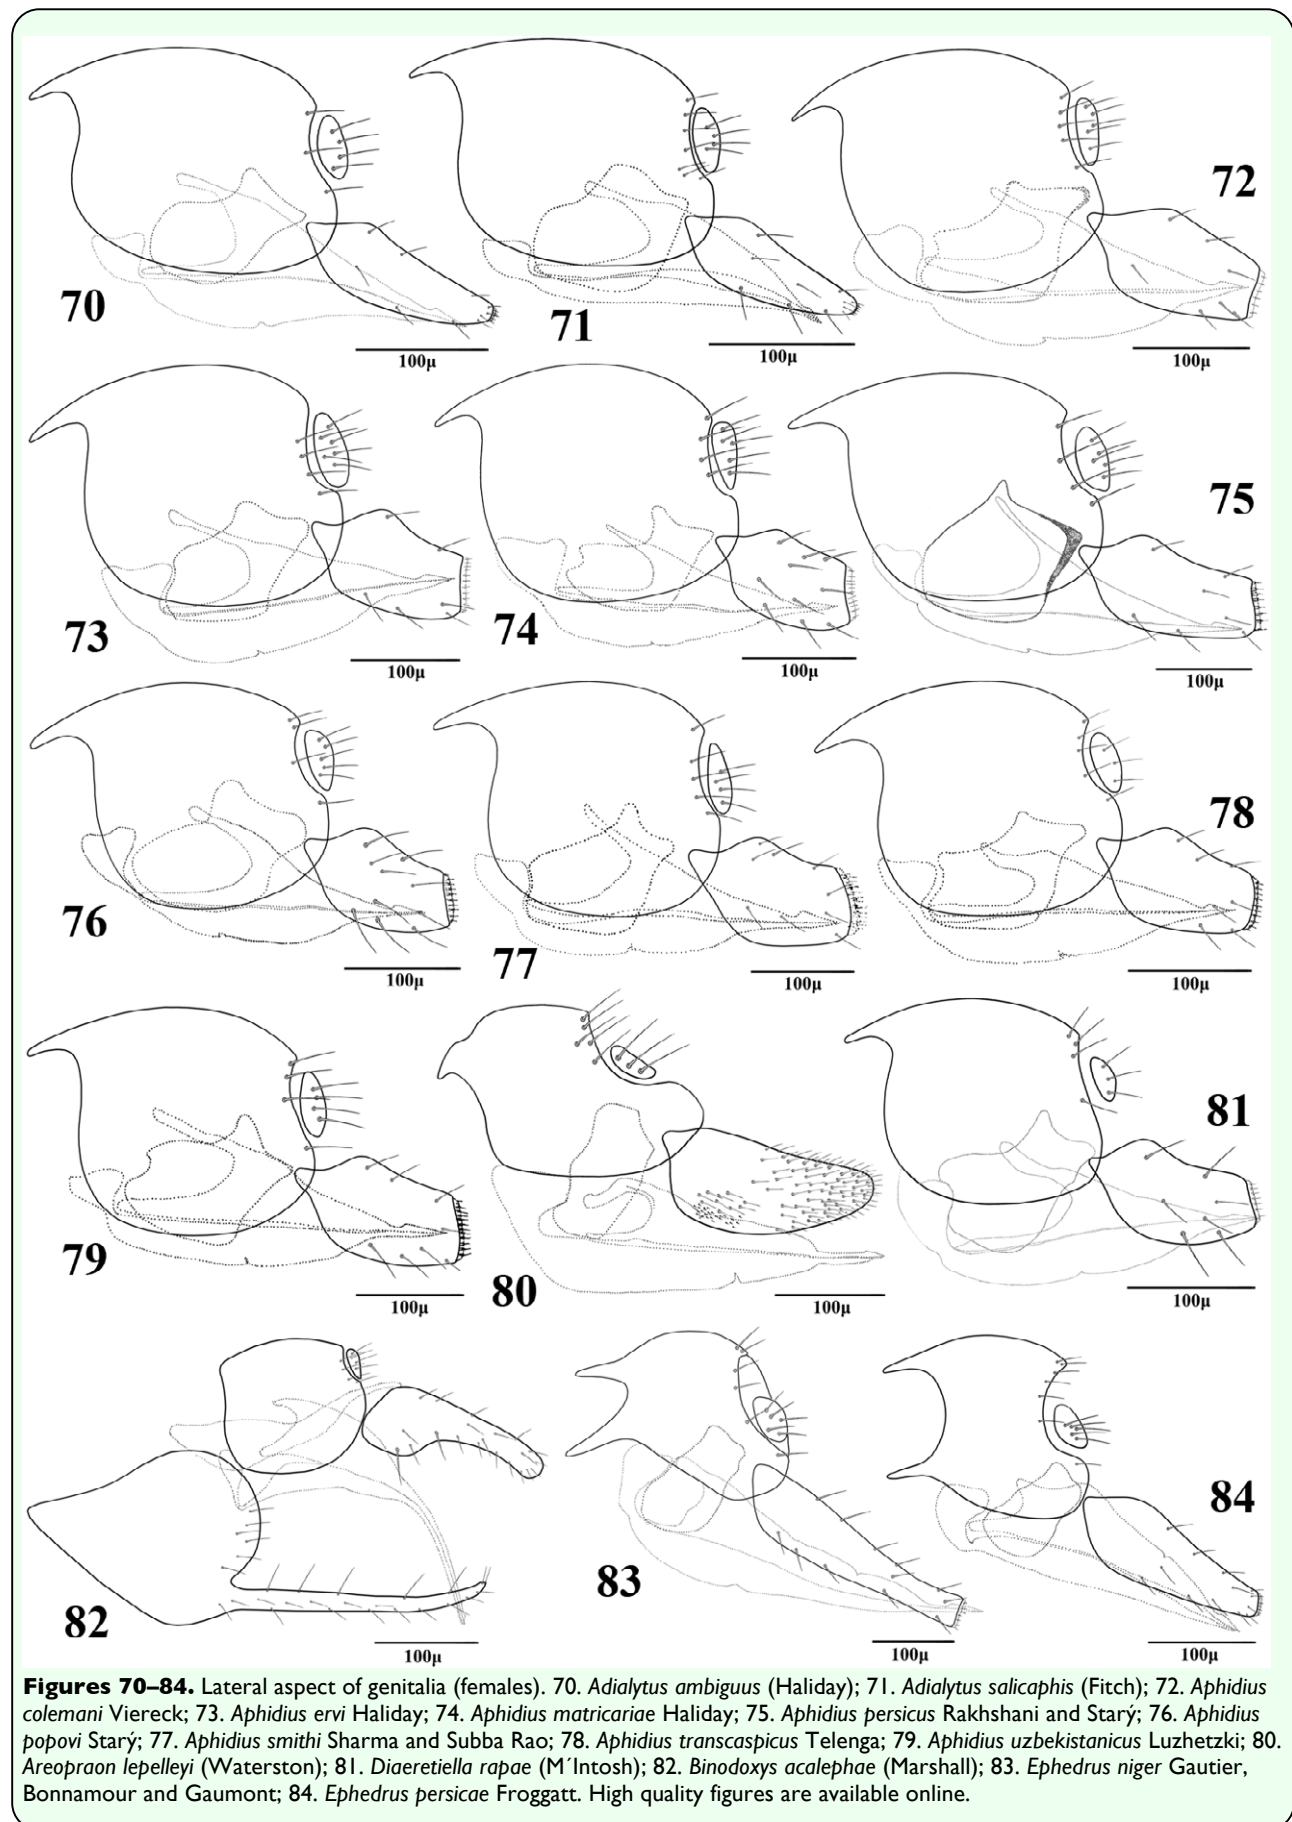 70
100µ
71
100µ
72
100µ
73
100µ
74
100µ
75
100µ
76
100µ
77
100µ
78
100µ
79
100µ
80
100µ
81
100µ
82
100µ
83
100µ
84
100µ
Figures 70–84. Lateral aspect of genitalia (females). 70. Adialytus ambiguus (Haliday); 71. Adialytus salicaphis (Fitch); 72. Aphidius
colemani Viereck; 73. Aphidius ervi Haliday; 74. Aphidius matricariae Haliday; 75. Aphidius persicus Rakhshani and Starý; 76. Aphidius
popovi Starý; 77. Aphidius smithi Sharma and Subba Rao; 78. Aphidius transcaspicus Telenga; 79. Aphidius uzbekistanicus Luzhetzki; 80.
Areopraon lepelleyi (Waterston); 81. Diaeretiella rapae (M´Intosh); 82. Binodoxys acalephae (Marshall); 83. Ephedrus niger Gautier,
Bonnamour and Gaumont; 84. Ephedrus persicae Froggatt. High quality figures are available online.